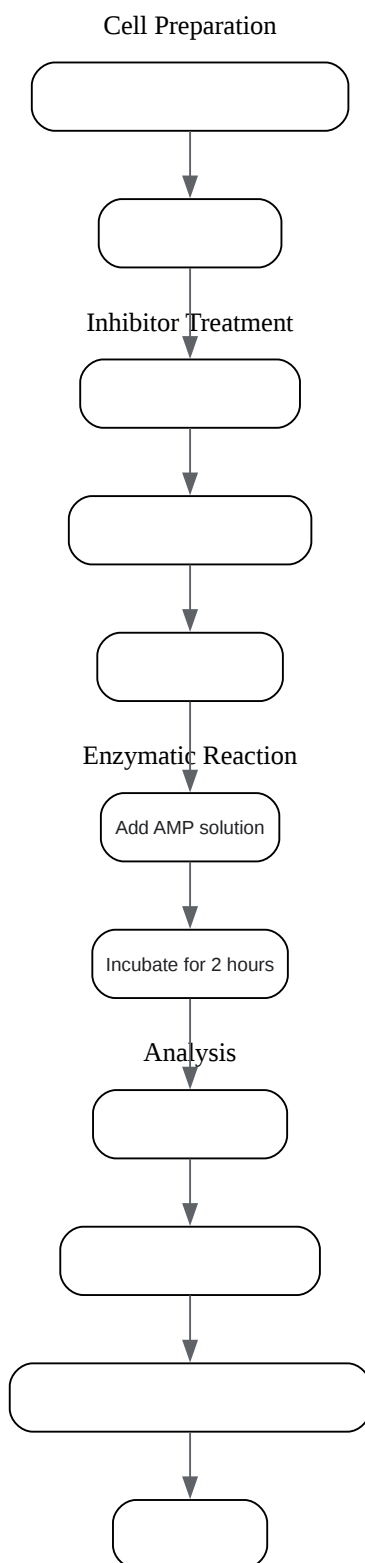 Cell Preparation
Inhibitor Treatment
Enzymatic Reaction
Add AMP solution
Incubate for 2 hours
Analysis